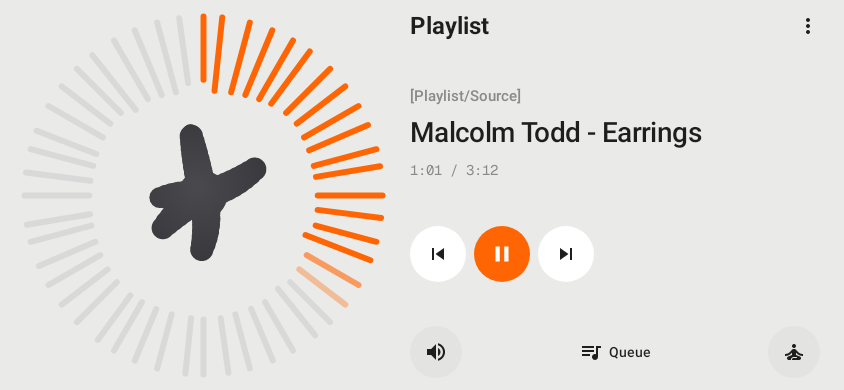 Playlist
[Playlist/Source]
Malcolm Todd - Earrings
1:01 / 3:12
Queue